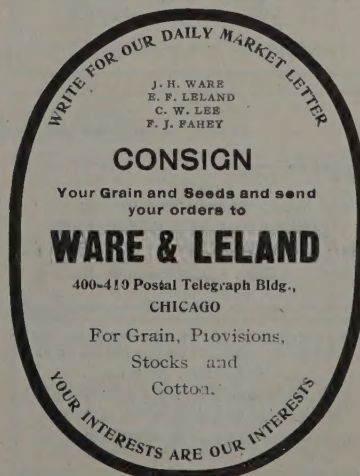 WRITE FOR OUR DAILY MARKET LETTER
J. H. WARE
E. F. LELAND
C. W. LEE
F. J. FAHEY
CONSIGN
Your Grain and Seeds and send
your orders to
WARE & LELAND
400-410 Postal Telegraph Bldg.,
CHICAGO
For Grain, Provisions,
Stocks and
Cotton.
YOUR INTERESTS ARE OUR INTERESTS